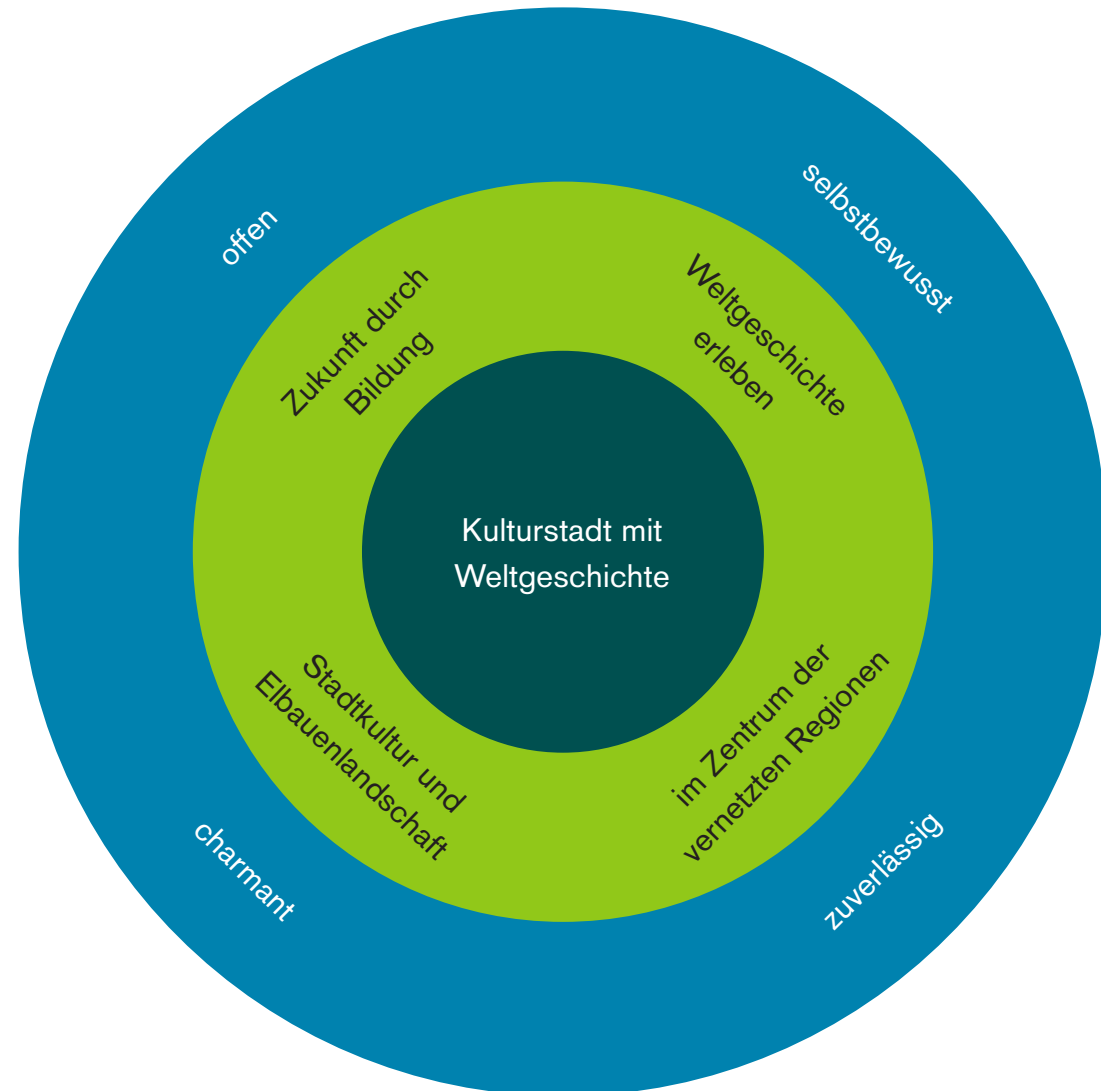 offen
selbstbewusst
Zukunft durch
Bildung
Weltgeschichte
erleben
Kulturstadt mit
Weltgeschichte
Stadtkultur und
Elbauenlandschaft
im Zentrum der
vernetzten Regionen
charmant
zuverlässig